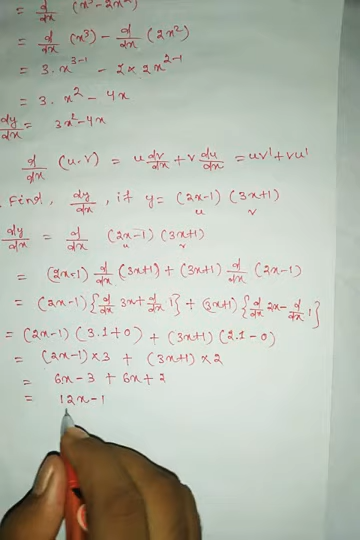 = d/dx (x³-2x²)
= d/dx (x³) - d/dx (2x²)
= 3·x³⁻¹ - 2×2x²⁻¹
= 3·x² - 4x
dy/dx = 3x²-4x
d/dx (u·v) = u dv/dx + v du/dx = uv' + vu'
Find, dy/dx, if y = (2x-1) (3x+1)
u v
dy/dx = d/dx (2x-1) (3x+1)
u v
= (2x-1) d/dx (3x+1) + (3x+1) d/dx (2x-1)
= (2x-1) {d/dx 3x + d/dx 1} + (3x+1) {d/dx 2x - d/dx 1}
= (2x-1) (3·1+0) + (3x+1) (2·1-0)
= (2x-1)×3 + (3x+1)×2
= 6x-3 + 6x+2
= 12x-1